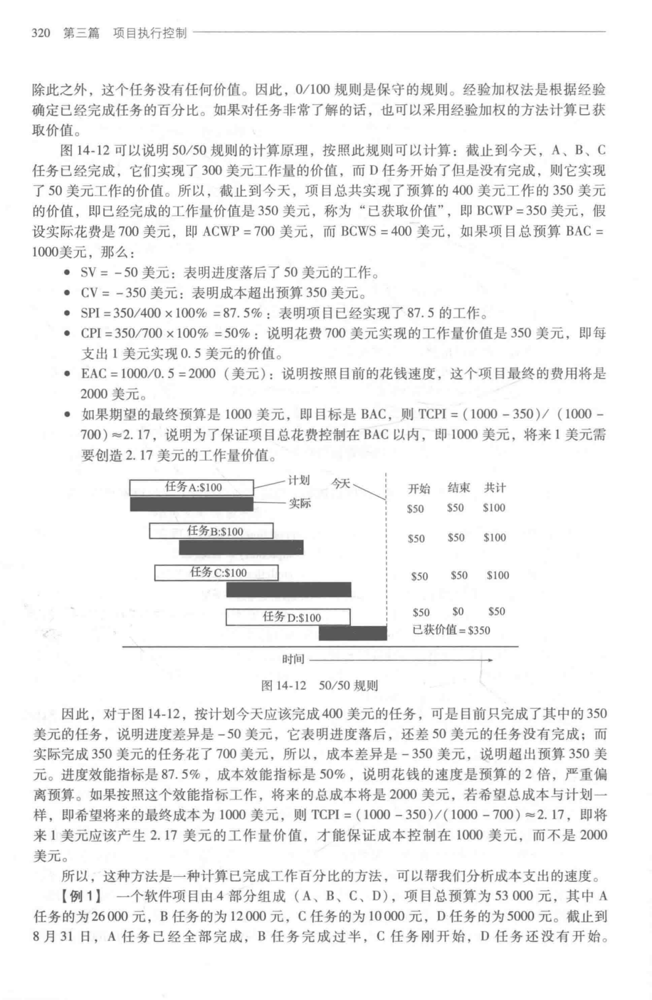 320 第三篇 项目执行控制
除此之外，这个任务没有任何价值。因此，0/100 规则是保守的规则。经验加权法是根据经验
确定已经完成任务的百分比。如果对任务非常了解的话，也可以采用经验加权的方法计算已获
取价值。
图 14-12 可以说明 50/50 规则的计算原理，按照此规则可以计算：截止到今天，A、B、C
任务已经完成，它们实现了 300 美元工作量的价值，而 D 任务开始了但是没有完成，则它实现
了 50 美元工作的价值。所以，截止到今天，项目总共实现了预算的 400 美元工作的 350 美元
的价值，即已经完成的工作量价值是 350 美元，称为“已获取价值”，即 BCWP = 350 美元，假
设实际花费是 700 美元，即 ACWP = 700 美元，而 BCWS = 400 美元，如果项目总预算 BAC =
1000美元，那么：
● SV = －50 美元：表明进度落后了 50 美元的工作。
● CV = －350 美元：表明成本超出预算 350 美元。
● SPI = 350/400 × 100% = 87. 5%：表明项目已经实现了 87. 5 的工作。
● CPI = 350/700 × 100% = 50%：说明花费 700 美元实现的工作量价值是 350 美元，即每
支出 1 美元实现 0. 5 美元的价值。
● EAC = 1000/0. 5 = 2000 （美元）：说明按照目前的花钱速度，这个项目最终的费用将是
2000 美元。
● 如果期望的最终预算是 1000 美元，即目标是 BAC，则 TCPI = (1000 － 350)/ (1000 －
700) ≈2. 17，说明为了保证项目总花费控制在 BAC 以内，即 1000 美元，将来 1 美元需
要创造 2. 17 美元的工作量价值。
任务A:$100 计划 今天 开始 结束 共计
实际 $50 $50 $100
任务B:$100 $50 $50 $100
任务C:$100 $50 $50 $100
任务D:$100 $50 $0 $50
已获价值 = $350
时间
图 14-12 50/50 规则
因此，对于图 14-12，按计划今天应该完成 400 美元的任务，可是目前只完成了其中的 350
美元的任务，说明进度差异是－50 美元，它表明进度落后，还差 50 美元的任务没有完成；而
实际完成 350 美元的任务花了 700 美元，所以，成本差异是－350 美元，说明超出预算 350 美
元。进度效能指标是 87. 5%，成本效能指标是 50%，说明花钱的速度是预算的 2 倍，严重偏
离预算。如果按照这个效能指标工作，将来的总成本将是 2000 美元，若希望总成本与计划一
样，即希望将来的最终成本为 1000 美元，则 TCPI = (1000 － 350)/(1000 － 700) ≈2. 17，即将
来 1 美元应该产生 2. 17 美元的工作量价值，才能保证成本控制在 1000 美元，而不是 2000
美元。
所以，这种方法是一种计算已完成工作百分比的方法，可以帮我们分析成本支出的速度。
【例 1】 一个软件项目由 4 部分组成（A、B、C、D），项目总预算为 53 000 元，其中 A
任务的为 26 000 元，B 任务的为 12 000 元，C 任务的为 10 000 元，D 任务的为 5000 元。截止到
8 月 31 日，A 任务已经全部完成，B 任务完成过半，C 任务刚开始，D 任务还没有开始。